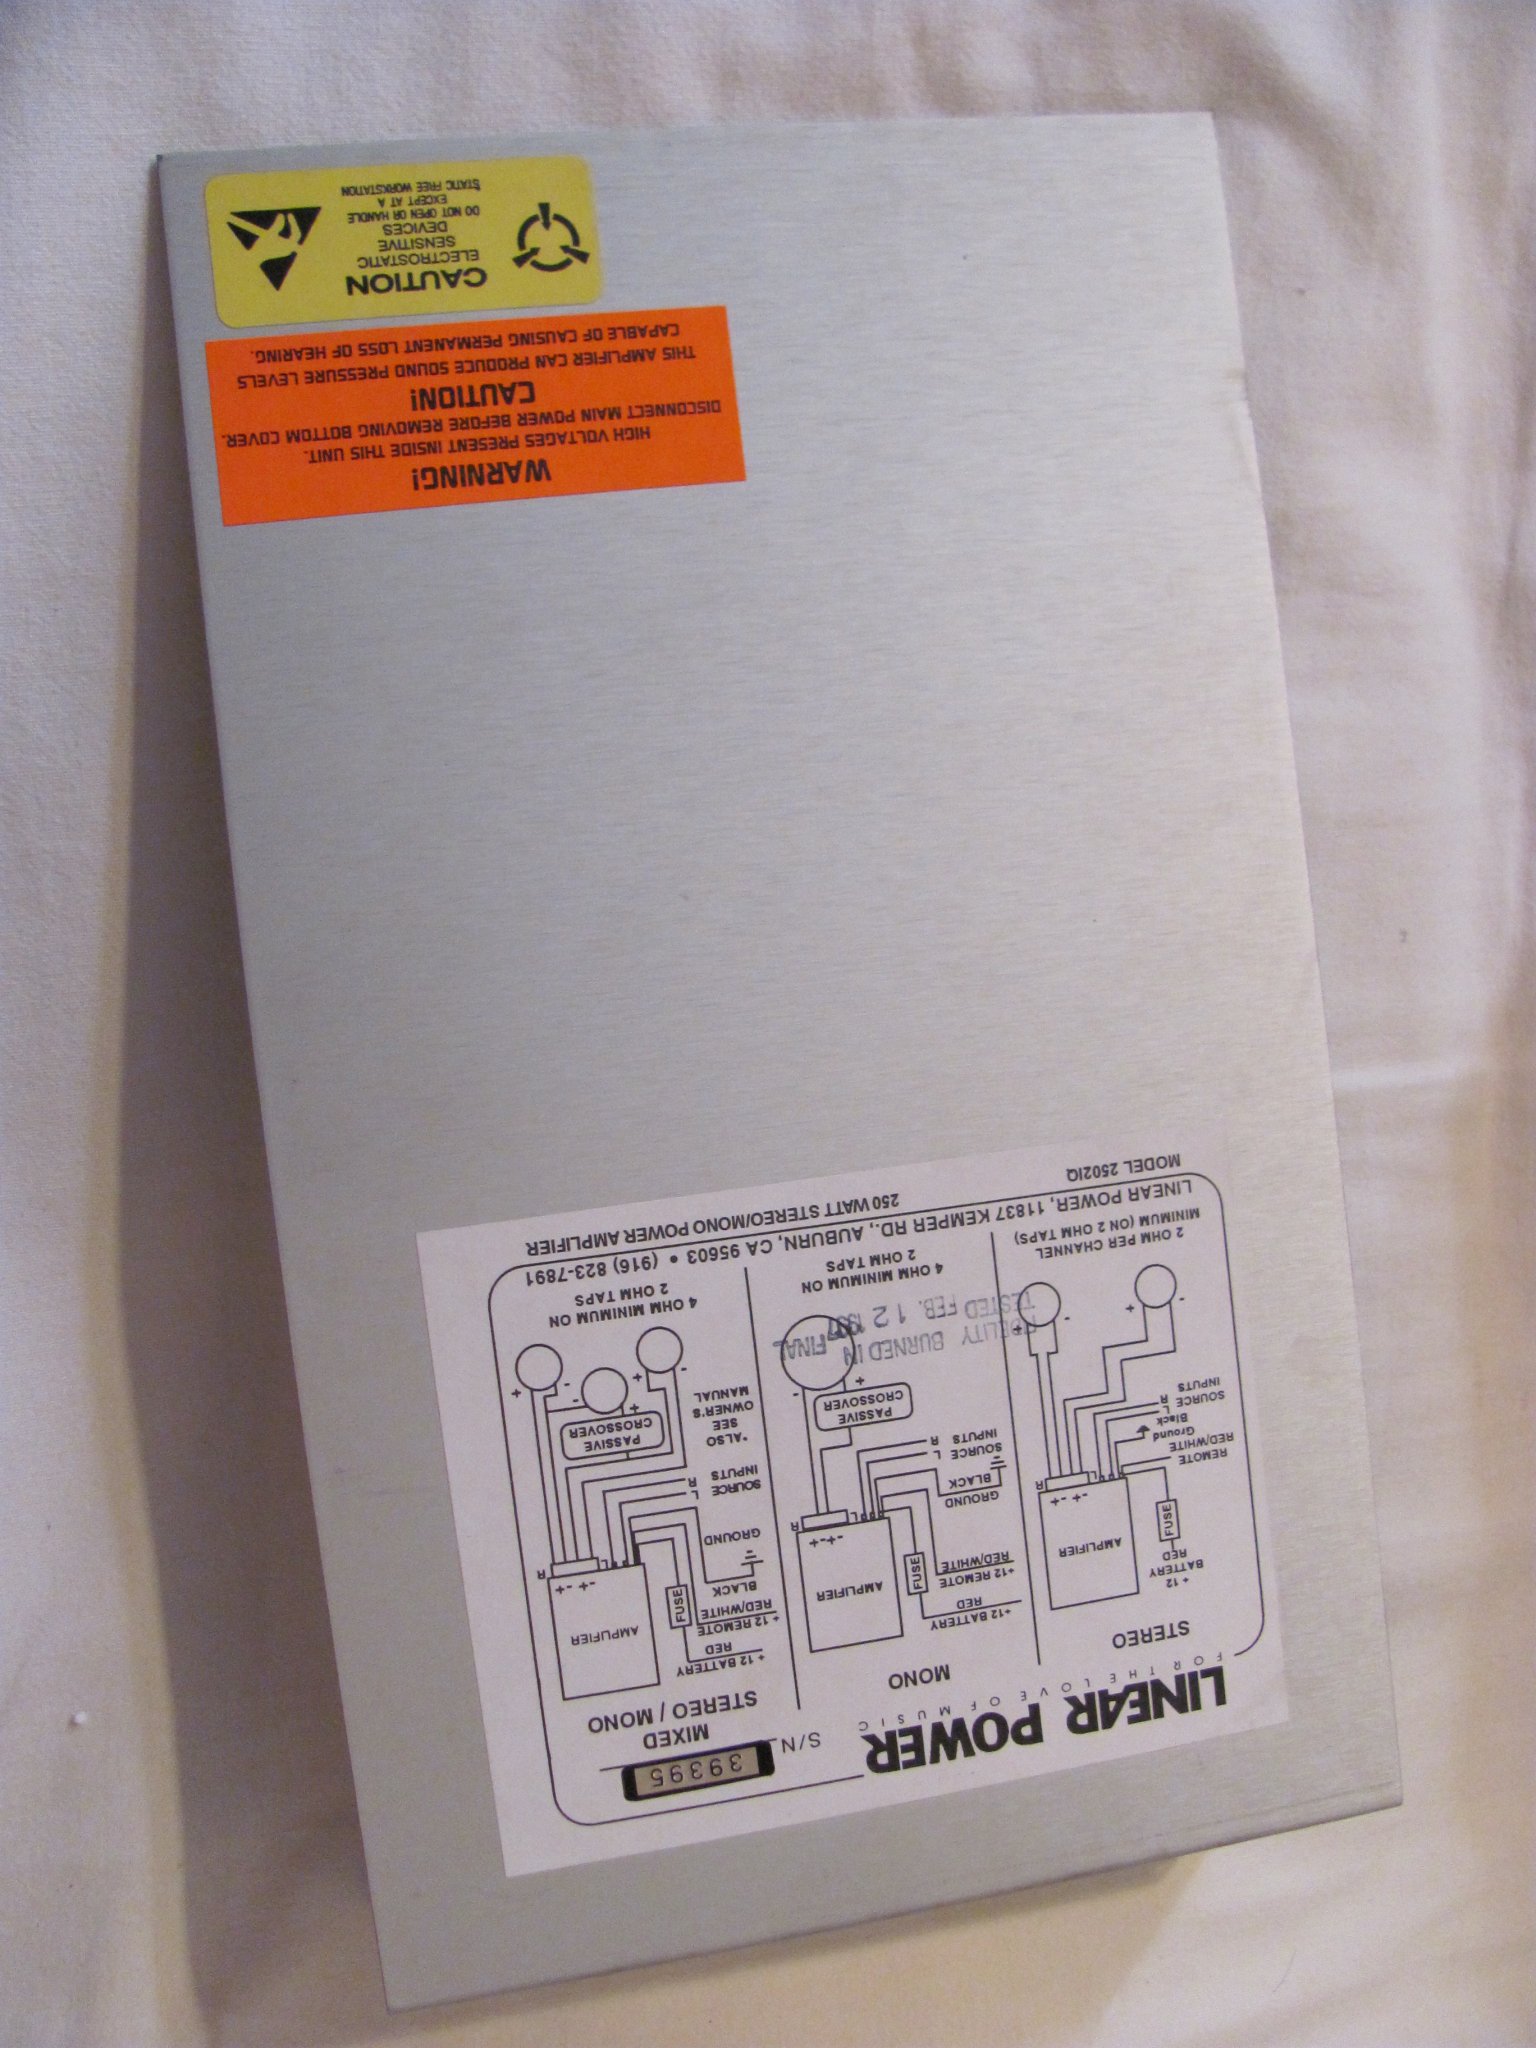 LINEAR POWER
FOR THE LOVE OF MUSIC
S/N 39395
STEREO
+ 12
BATTERY
RED
FUSE
AMPLIFIER
- + - +
R
L
REMOTE
RED/WHITE
Ground
Black
SOURCE L
INPUTS R
+ -
+ -
2 OHM PER CHANNEL
MINIMUM (ON 2 OHM TAPS)
MONO
+12 BATTERY
RED
+12 REMOTE
RED/WHITE
FUSE
AMPLIFIER
- + - +
R
L
GROUND
BLACK
SOURCE L
INPUTS R
PASSIVE
CROSSOVER
+ -
FIDELITY BURNED IN
TESTED FEB. 12 1997
FINAL
4 OHM MINIMUM ON
2 OHM TAPS
MIXED
STEREO / MONO
+ 12 BATTERY
RED
+ 12 REMOTE
RED/WHITE
BLACK
GROUND
FUSE
AMPLIFIER
- + - +
R
L
SOURCE L
INPUTS R
*ALSO
SEE
OWNER'S
MANUAL
PASSIVE
CROSSOVER
- +
+ -
- +
4 OHM MINIMUM ON
2 OHM TAPS
LINEAR POWER, 11837 KEMPER RD., AUBURN, CA 95603 • (916) 823-7891
MODEL 2502IQ 250 WATT STEREO/MONO POWER AMPLIFIER
WARNING!
HIGH VOLTAGES PRESENT INSIDE THIS UNIT.
DISCONNECT MAIN POWER BEFORE REMOVING BOTTOM COVER.
CAUTION!
THIS AMPLIFIER CAN PRODUCE SOUND PRESSURE LEVELS
CAPABLE OF CAUSING PERMANENT LOSS OF HEARING.
CAUTION
ELECTROSTATIC
SENSITIVE
DEVICES
DO NOT OPEN OR HANDLE
EXCEPT AT A
STATIC FREE WORKSTATION